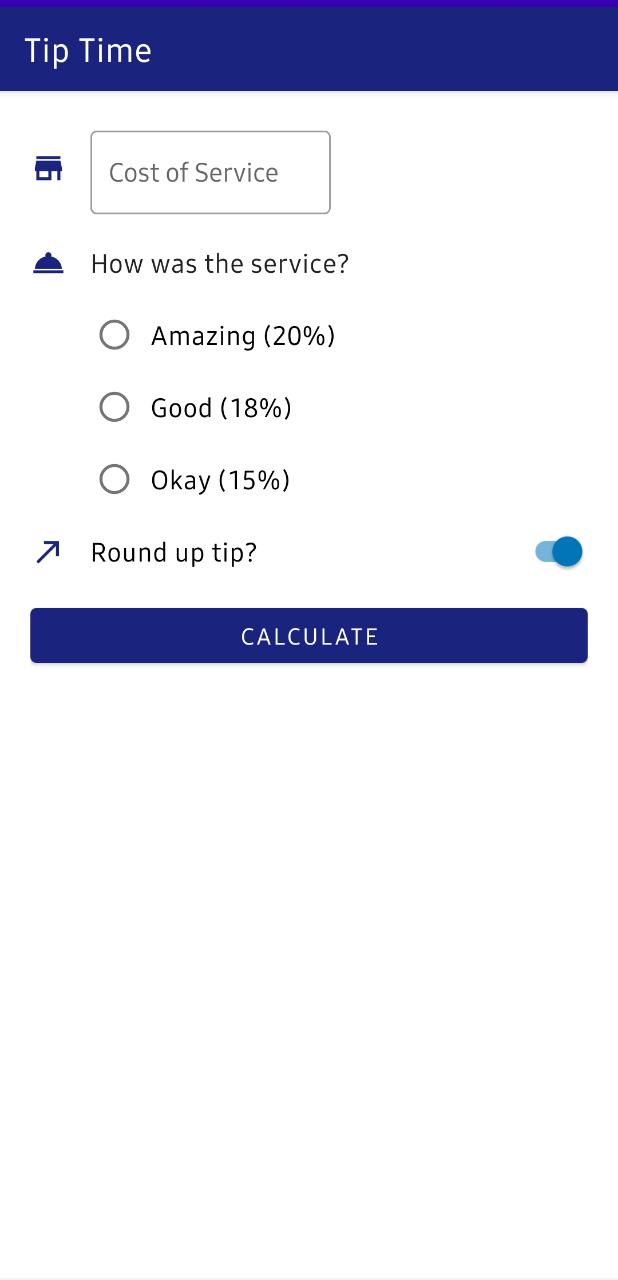 Tip Time
Cost of Service
How was the service?
Amazing (20%)
Good (18%)
Okay (15%)
Round up tip?
CALCULATE